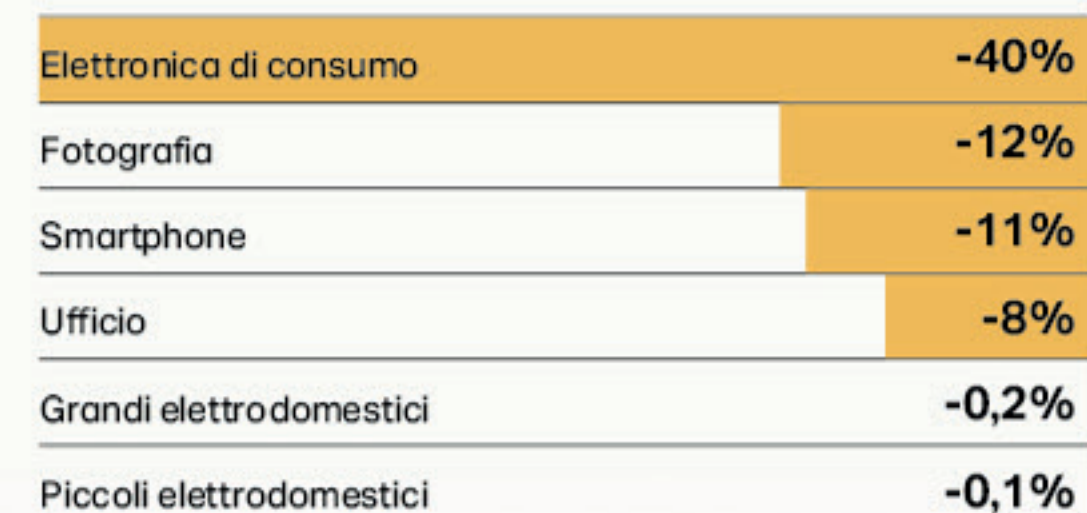 Elettronica di consumo -40%
Fotografia -12%
Smartphone -11%
Ufficio -8%
Grandi elettrodomestici -0,2%
Piccoli elettrodomestici -0,1%